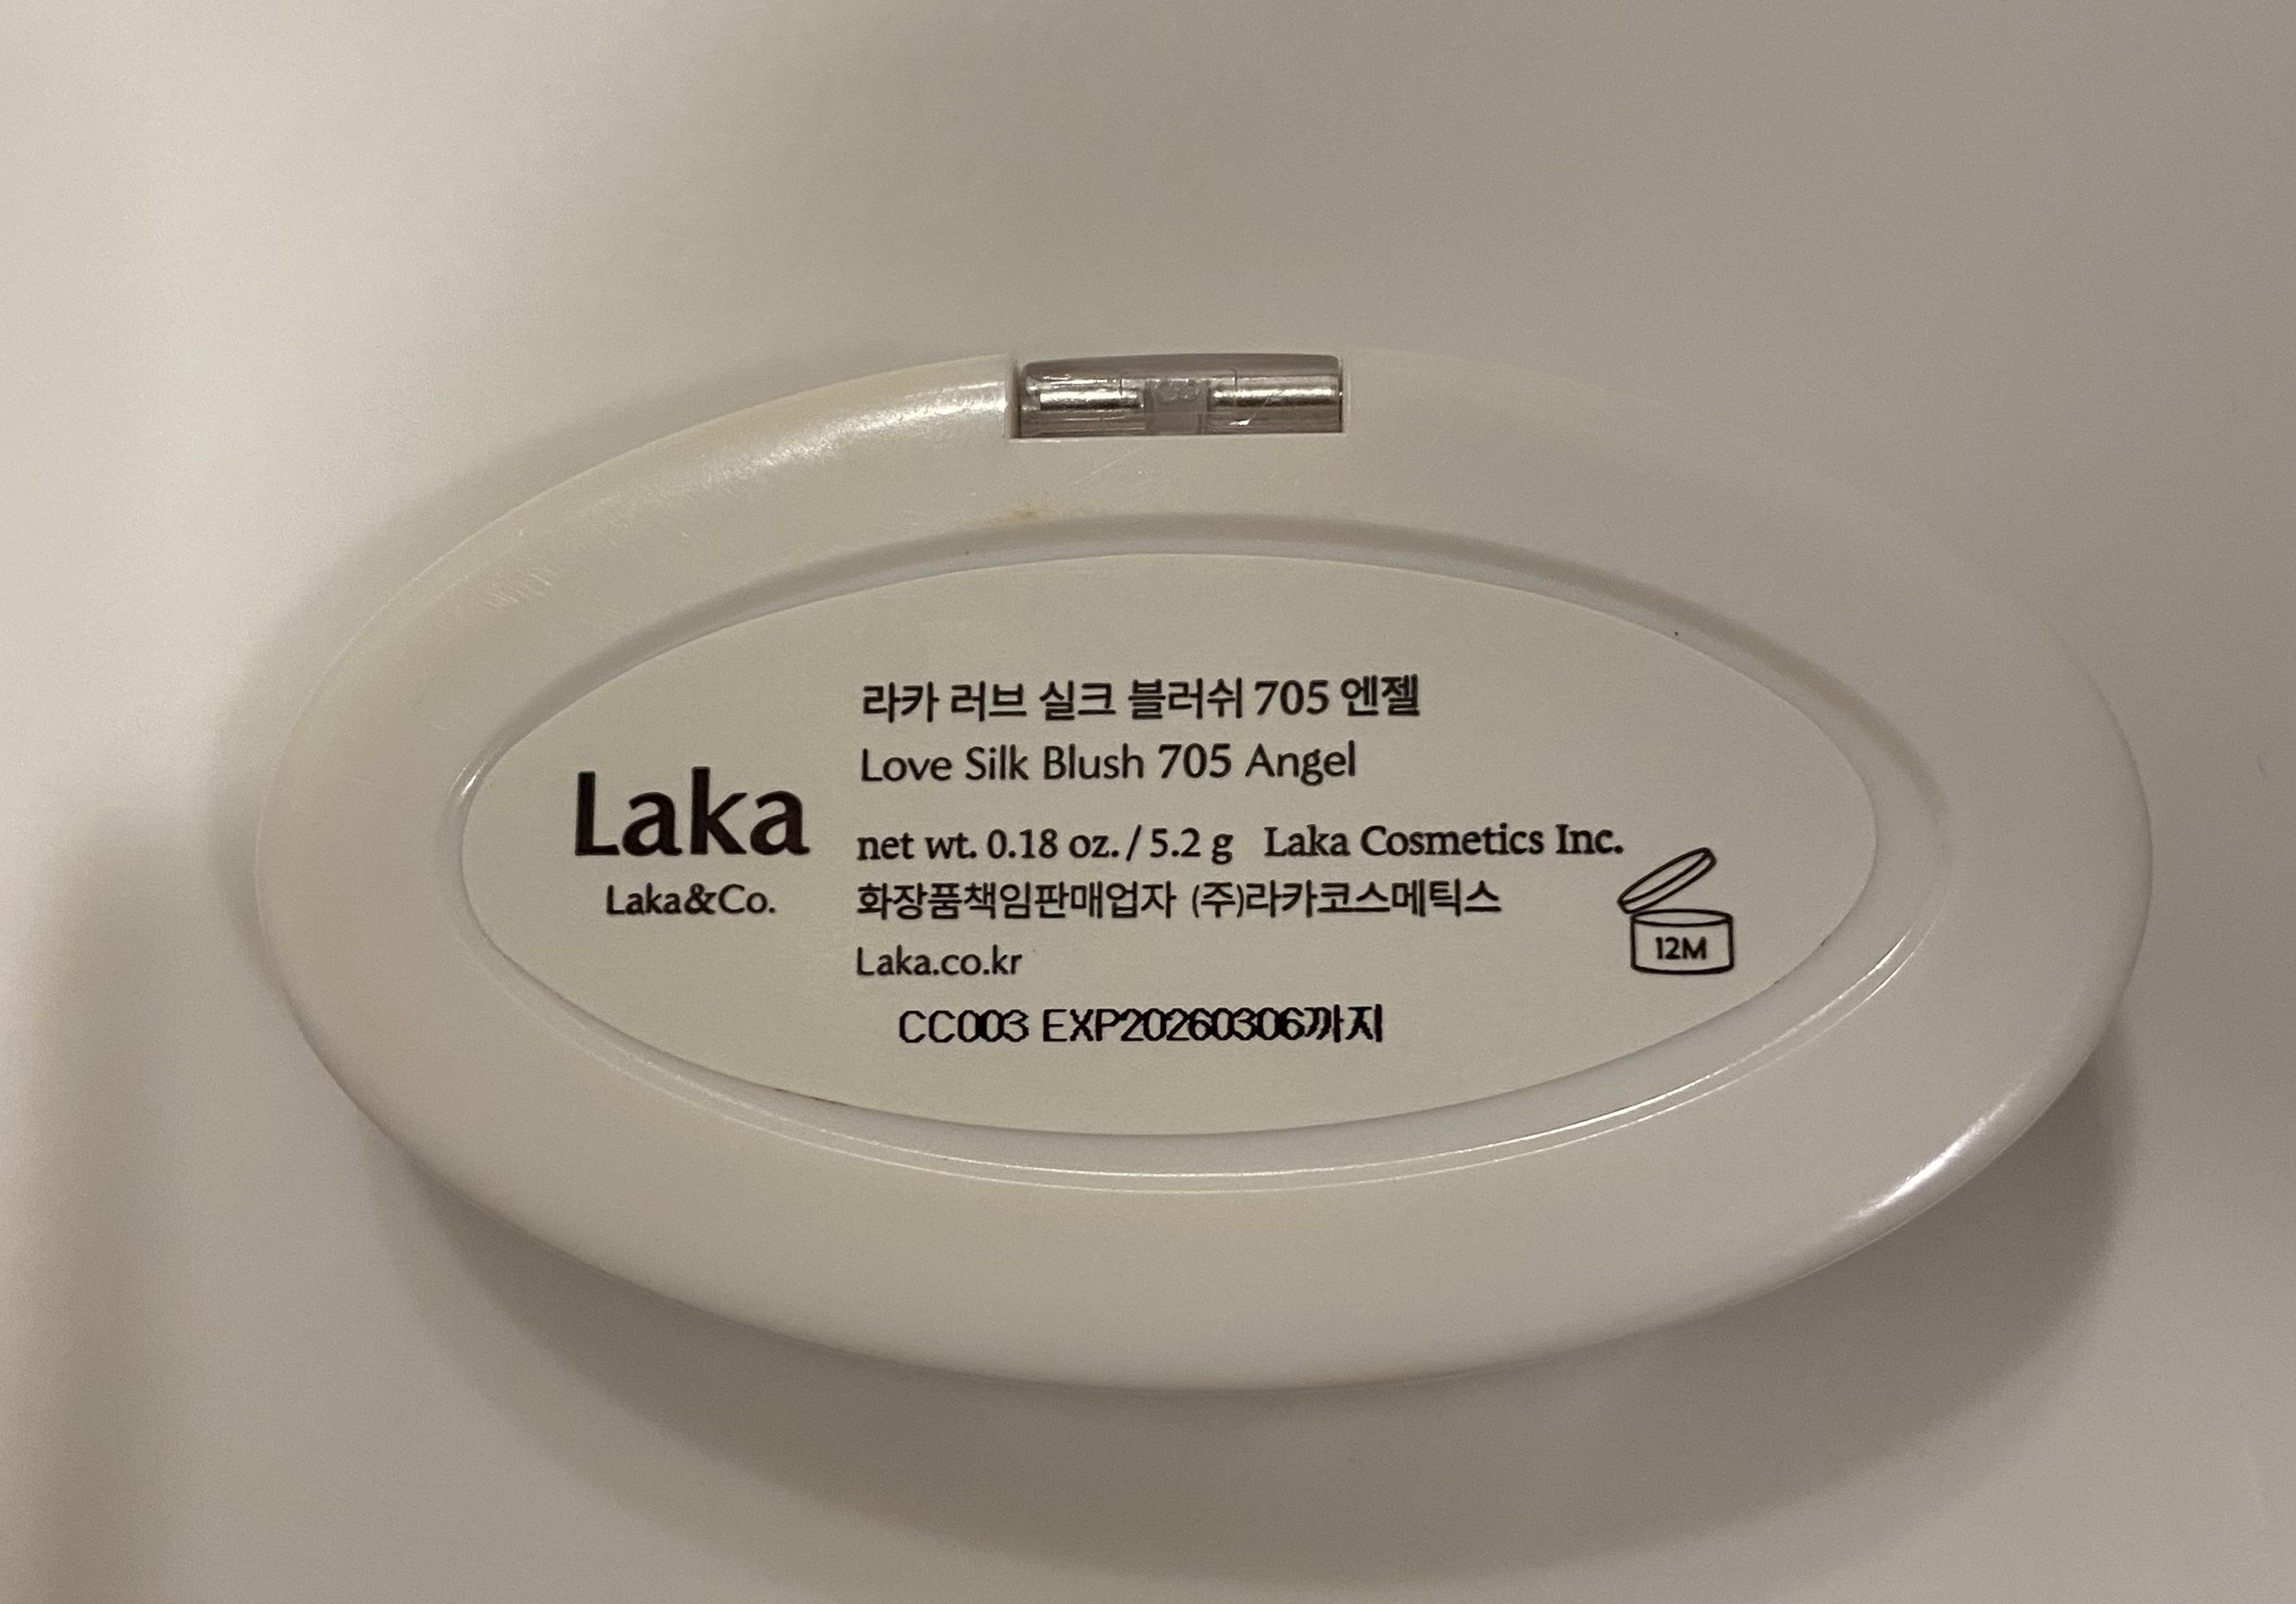 Laka
Laka&Co.
라카 러브 실크 블러쉬 705 엔젤
Love Silk Blush 705 Angel
net wt. 0.18 oz. / 5.2 g Laka Cosmetics Inc.
화장품책임판매업자 (주)라카코스메틱스
Laka.co.kr
12M
CC003 EXP20260306까지